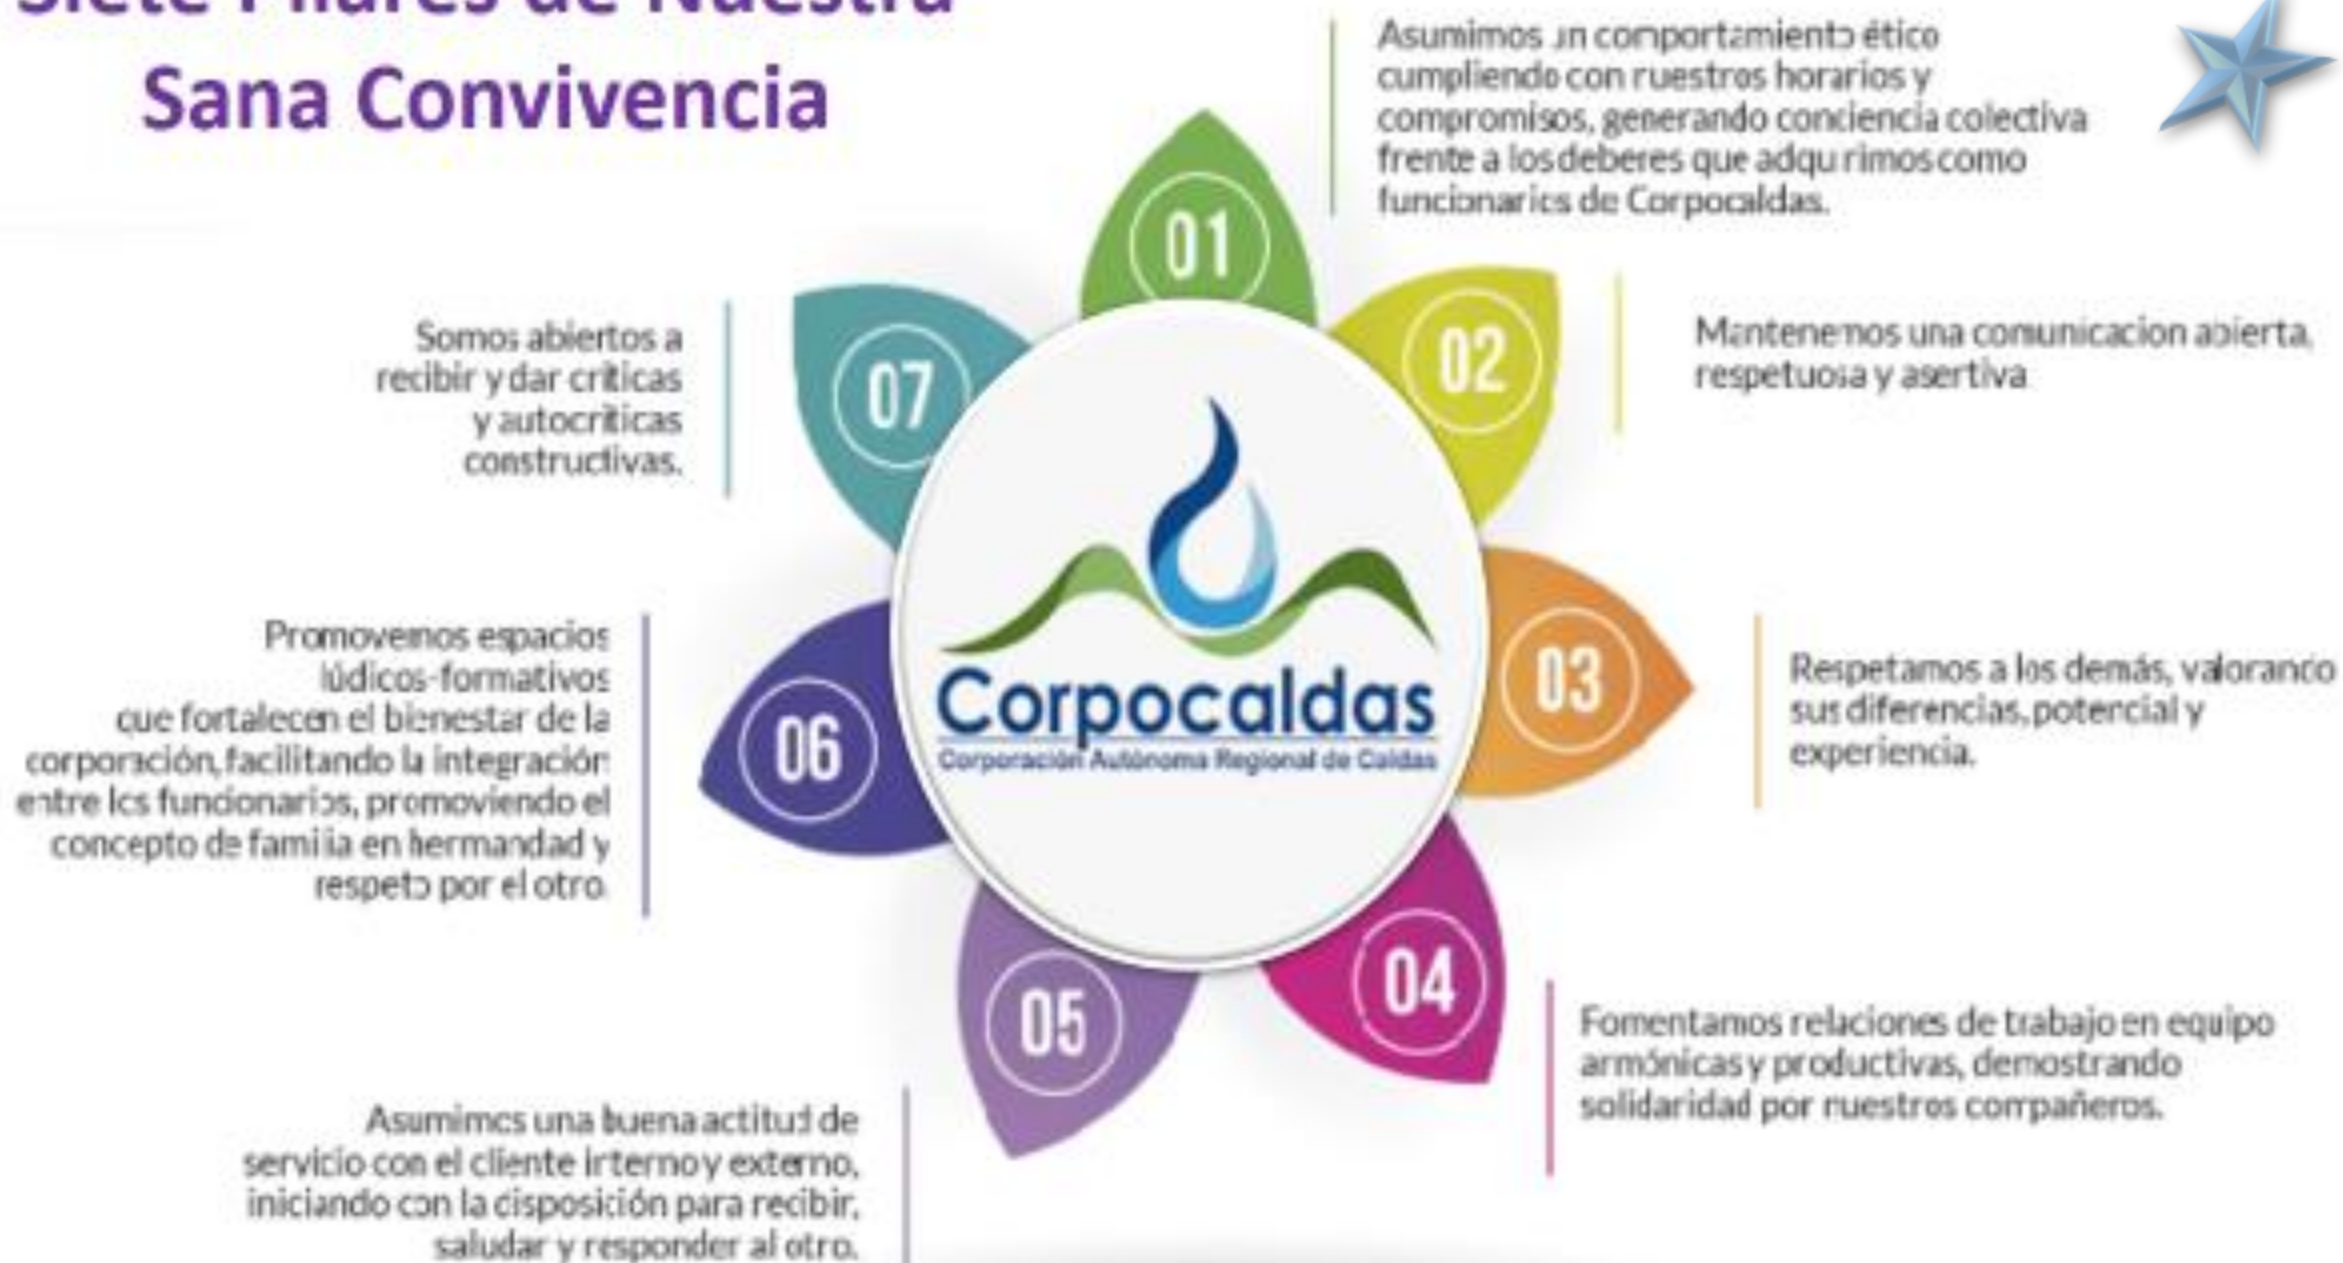 Siete Pilares de Nuestra
Sana Convivencia
01
Asumimos un comportamiento ético
cumpliendo con nuestros horarios y
compromisos, generando conciencia colectiva
frente a los deberes que adquirimos como
funcionarios de Corpocaldas.
02
Mantenemos una comunicacion abierta,
respetuosa y asertiva
03
Respetamos a los demás, valorando
sus diferencias, potencial y
experiencia.
04
Fomentamos relaciones de trabajo en equipo
armónicas y productivas, demostrando
solidaridad por nuestros compañeros.
05
Asumimos una buena actitud de
servicio con el cliente interno y externo,
iniciando con la disposición para recibir,
saludar y responder al otro.
06
Promovemos espacios
lúdicos-formativos
que fortalecen el bienestar de la
corporación, facilitando la integración
entre los funcionarios, promoviendo el
concepto de familia en hermandad y
respeto por el otro.
07
Somos abiertos a
recibir y dar críticas
y autocríticas
constructivas.
Corpocaldas
Corporación Autónoma Regional de Caldas